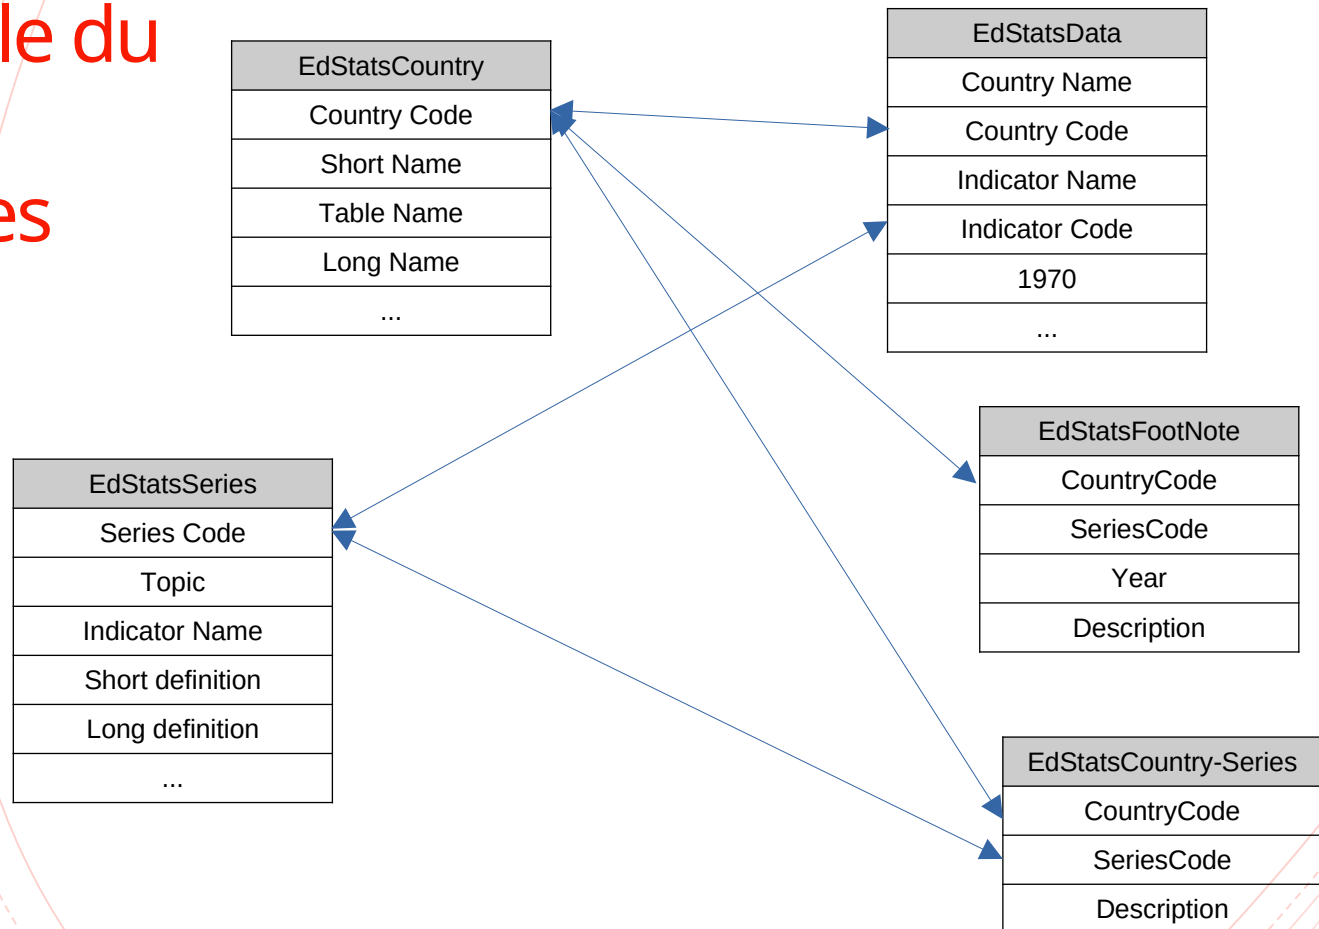 le du
es
EdStatsCountry
Country Code
Short Name
Table Name
Long Name
...
EdStatsData
Country Name
Country Code
Indicator Name
Indicator Code
1970
...
EdStatsFootNote
CountryCode
SeriesCode
Year
Description
EdStatsSeries
Series Code
Topic
Indicator Name
Short definition
Long definition
...
EdStatsCountry-Series
CountryCode
SeriesCode
Description